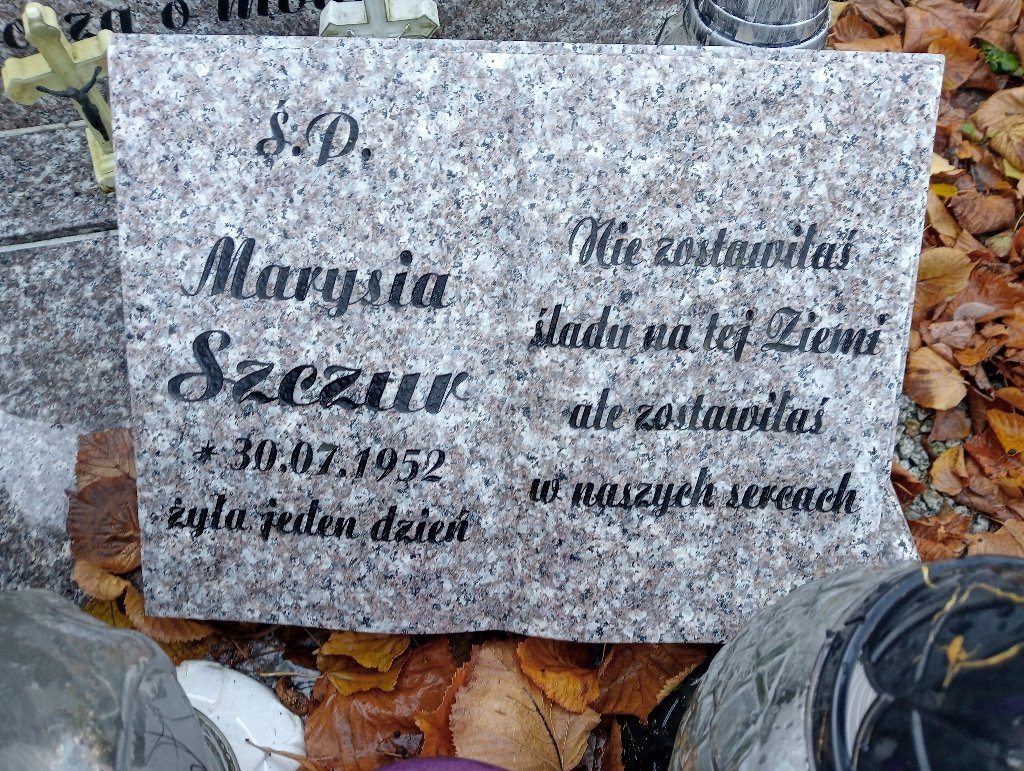 Ś.P.
Marysia
Szczur
* 30.07.1952
żyła jeden dzień
Nie zostawiłaś
śladu na tej Ziemi
ale zostawiłaś
w naszych sercach